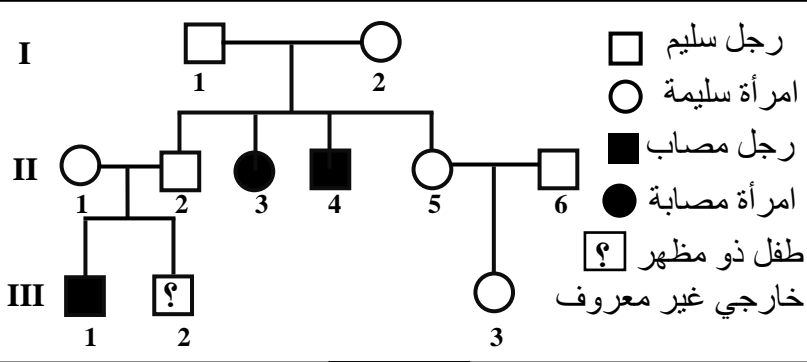 I
1
2
رجل سليم
امرأة سليمة
رجل مصاب
II
1
2
3
4
5
6
امرأة مصابة
طفل ذو مظهر ؟
خارجي غير معروف
III
؟
1
2
3